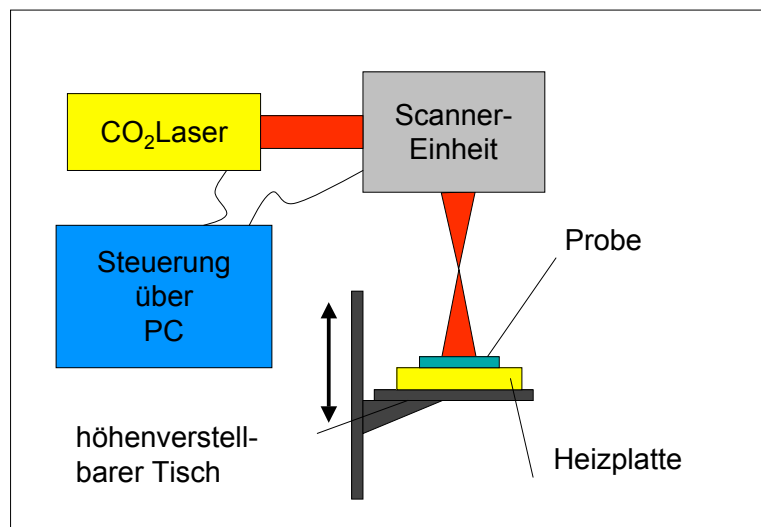 CO₂Laser
Scanner-
Einheit
Steuerung
über
PC
Probe
höhenverstell-
barer Tisch
Heizplatte